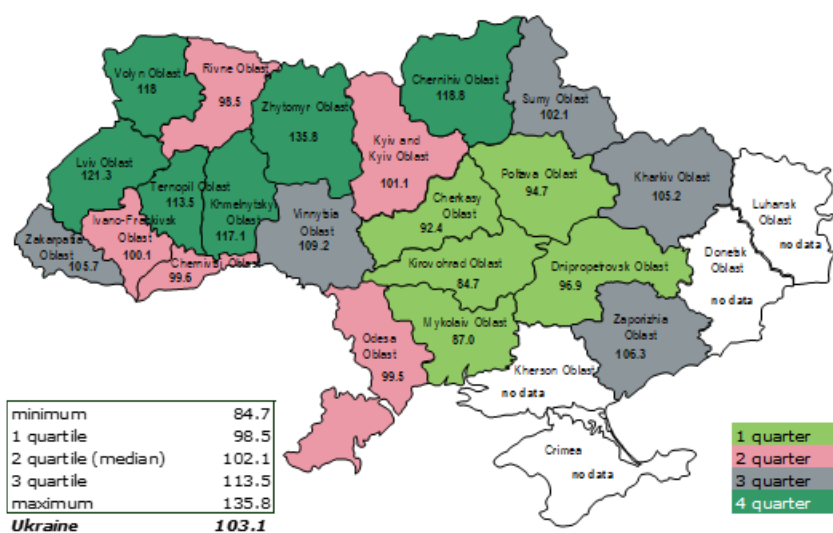 Volyn Oblast
118
Rivne Oblast
98.5
Zhytomyr Oblast
135.8
Kyiv and
Kyiv Oblast
101.1
Chernihiv Oblast
118.8
Sumy Oblast
102.1
Lviv Oblast
121.3
Ternopil Oblast
113.5
Khmelnytskyi
Oblast
117.1
Vinnytsia
Oblast
109.2
Cherkasy
Oblast
92.4
Poltava Oblast
94.7
Kharkiv Oblast
105.2
Luhansk
Oblast
no data
Zakarpattia
Oblast
105.7
Ivano-Frankivsk
Oblast
100.1
Chernivtsi Oblast
99.6
Kirovohrad Oblast
84.7
Dnipropetrovsk Oblast
96.9
Donetsk
Oblast
no data
Odesa
Oblast
99.5
Mykolaiv Oblast
87.0
Zaporizhia
Oblast
106.3
Kherson Oblast
no data
Crimea
no data
minimum 84.7
1 quartile 98.5
2 quartile (median) 102.1
3 quartile 113.5
maximum 135.8
Ukraine 103.1
1 quarter
2 quarter
3 quarter
4 quarter